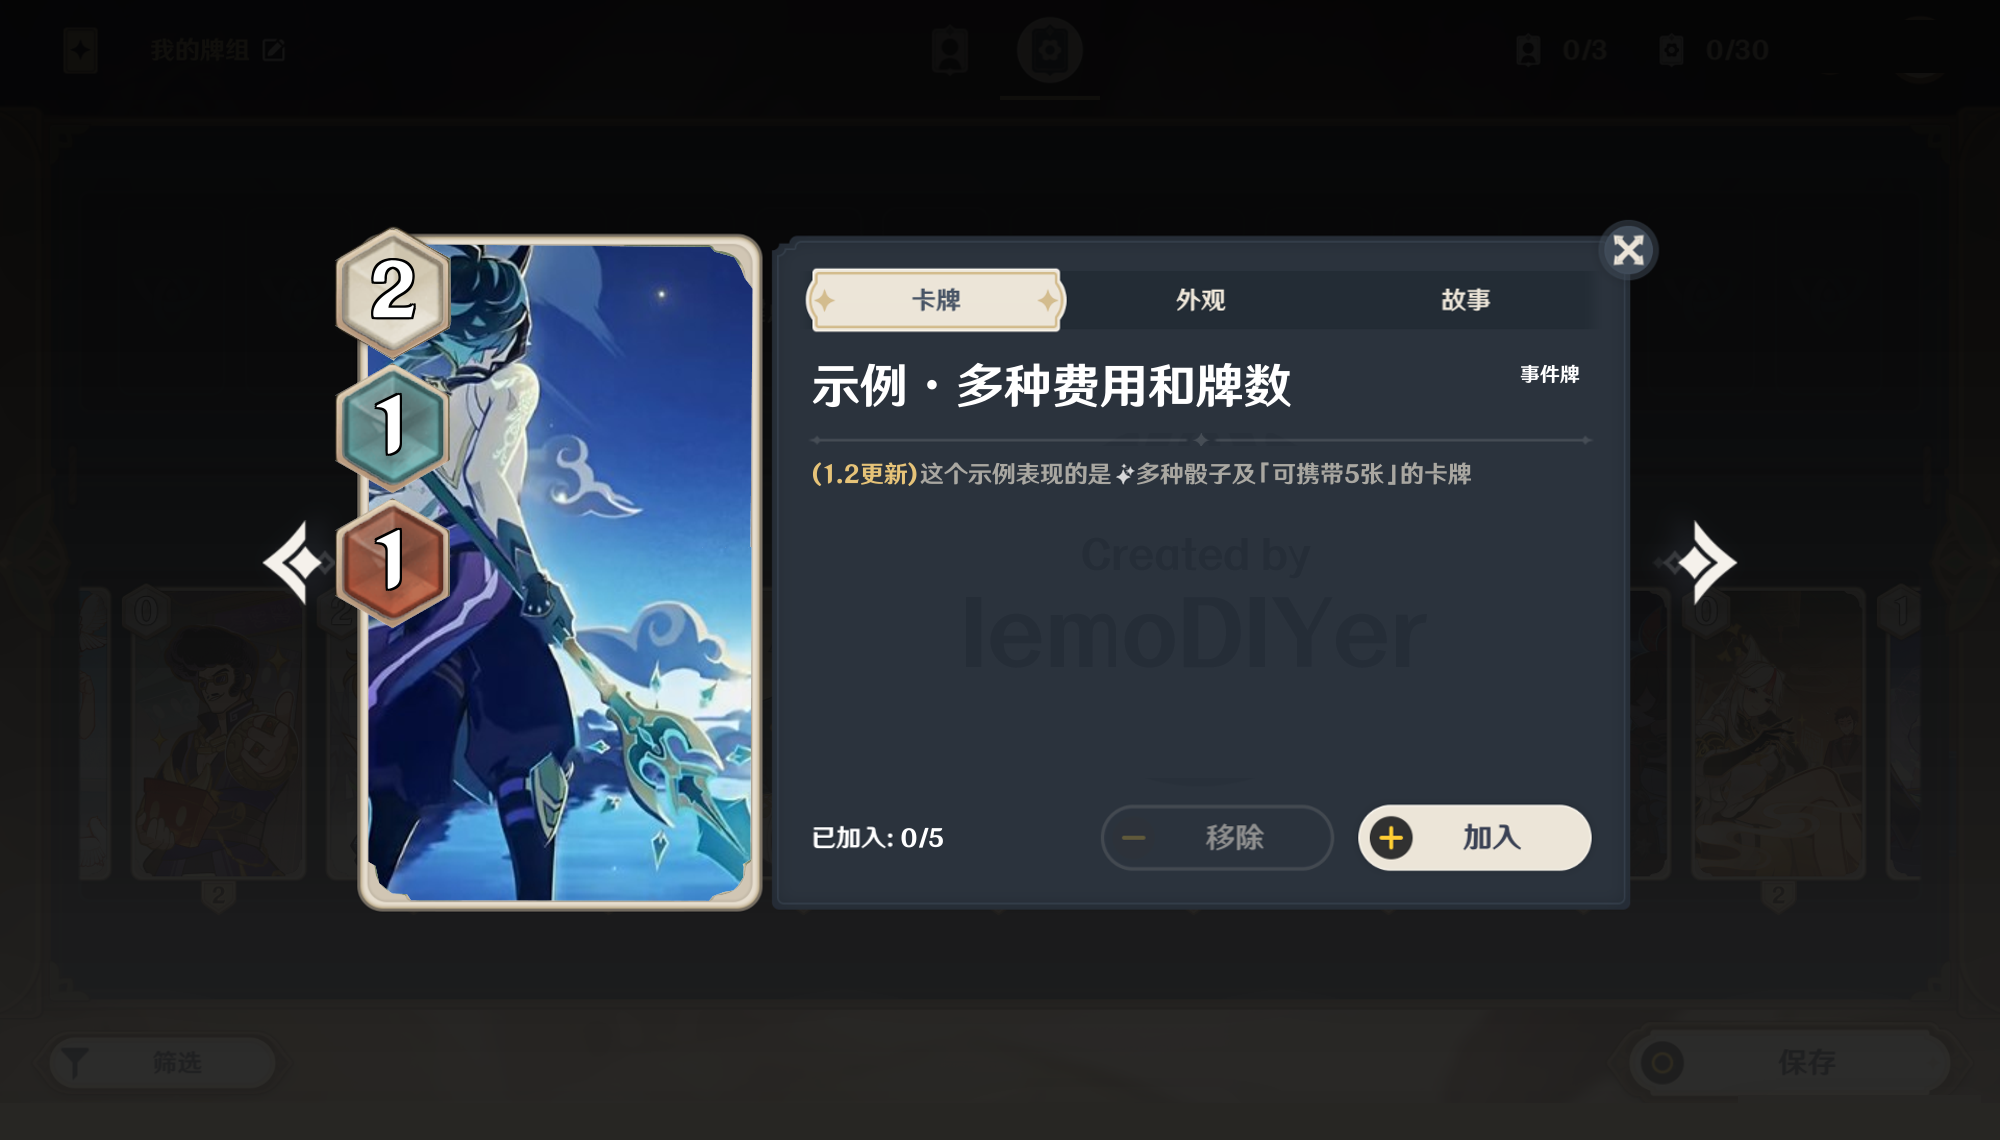 我的牌组
0/3
0/30
2
1
1
卡牌
外观
故事
示例·多种费用和牌数
事件牌
(1.2更新)这个示例表现的是✦多种骰子及「可携带5张」的卡牌
Created by
lemoDIYer
0
2
0
1
已加入: 0/5
移除
加入
2
2
筛选
保存